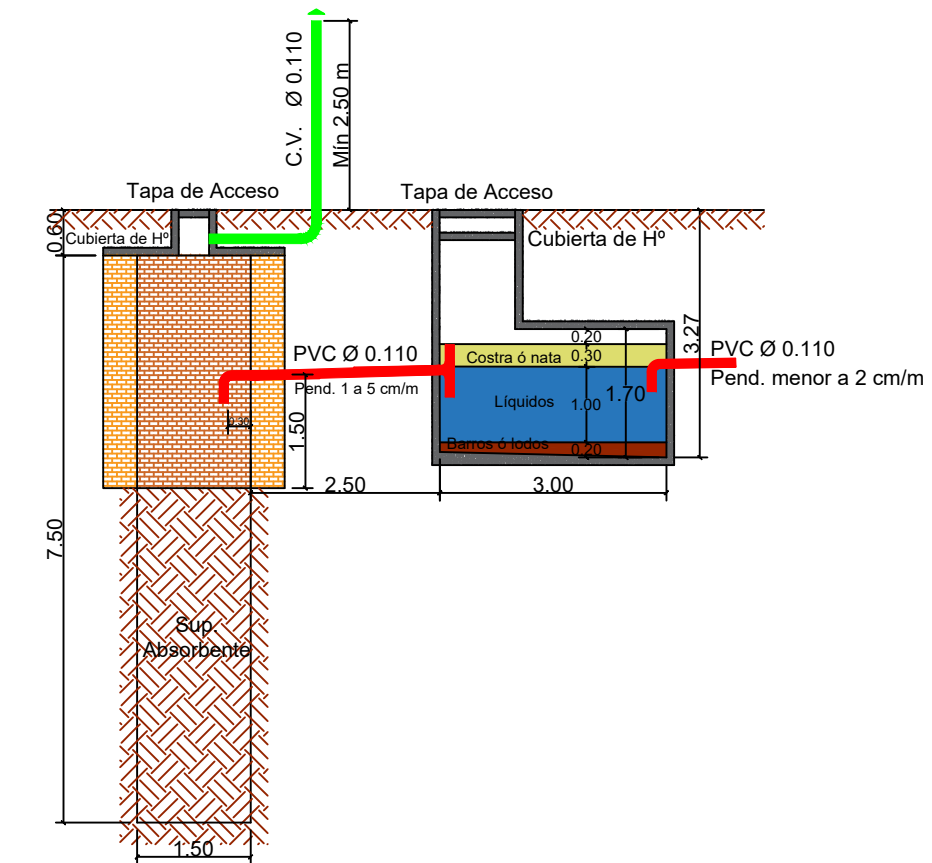 C.V. Ø 0.110
Mín 2.50 m
Tapa de Acceso
Tapa de Acceso
0.60
Cubierta de Hº
Cubierta de Hº
0.20
3.27
PVC Ø 0.110
Costra ó nata
0.30
PVC Ø 0.110
Pend. 1 a 5 cm/m
Pend. menor a 2 cm/m
Líquidos
1.00
1.70
0.30
1.50
Barros ó lodos
0.20
2.50
3.00
7.50
Sup.
Absorbente
1.50